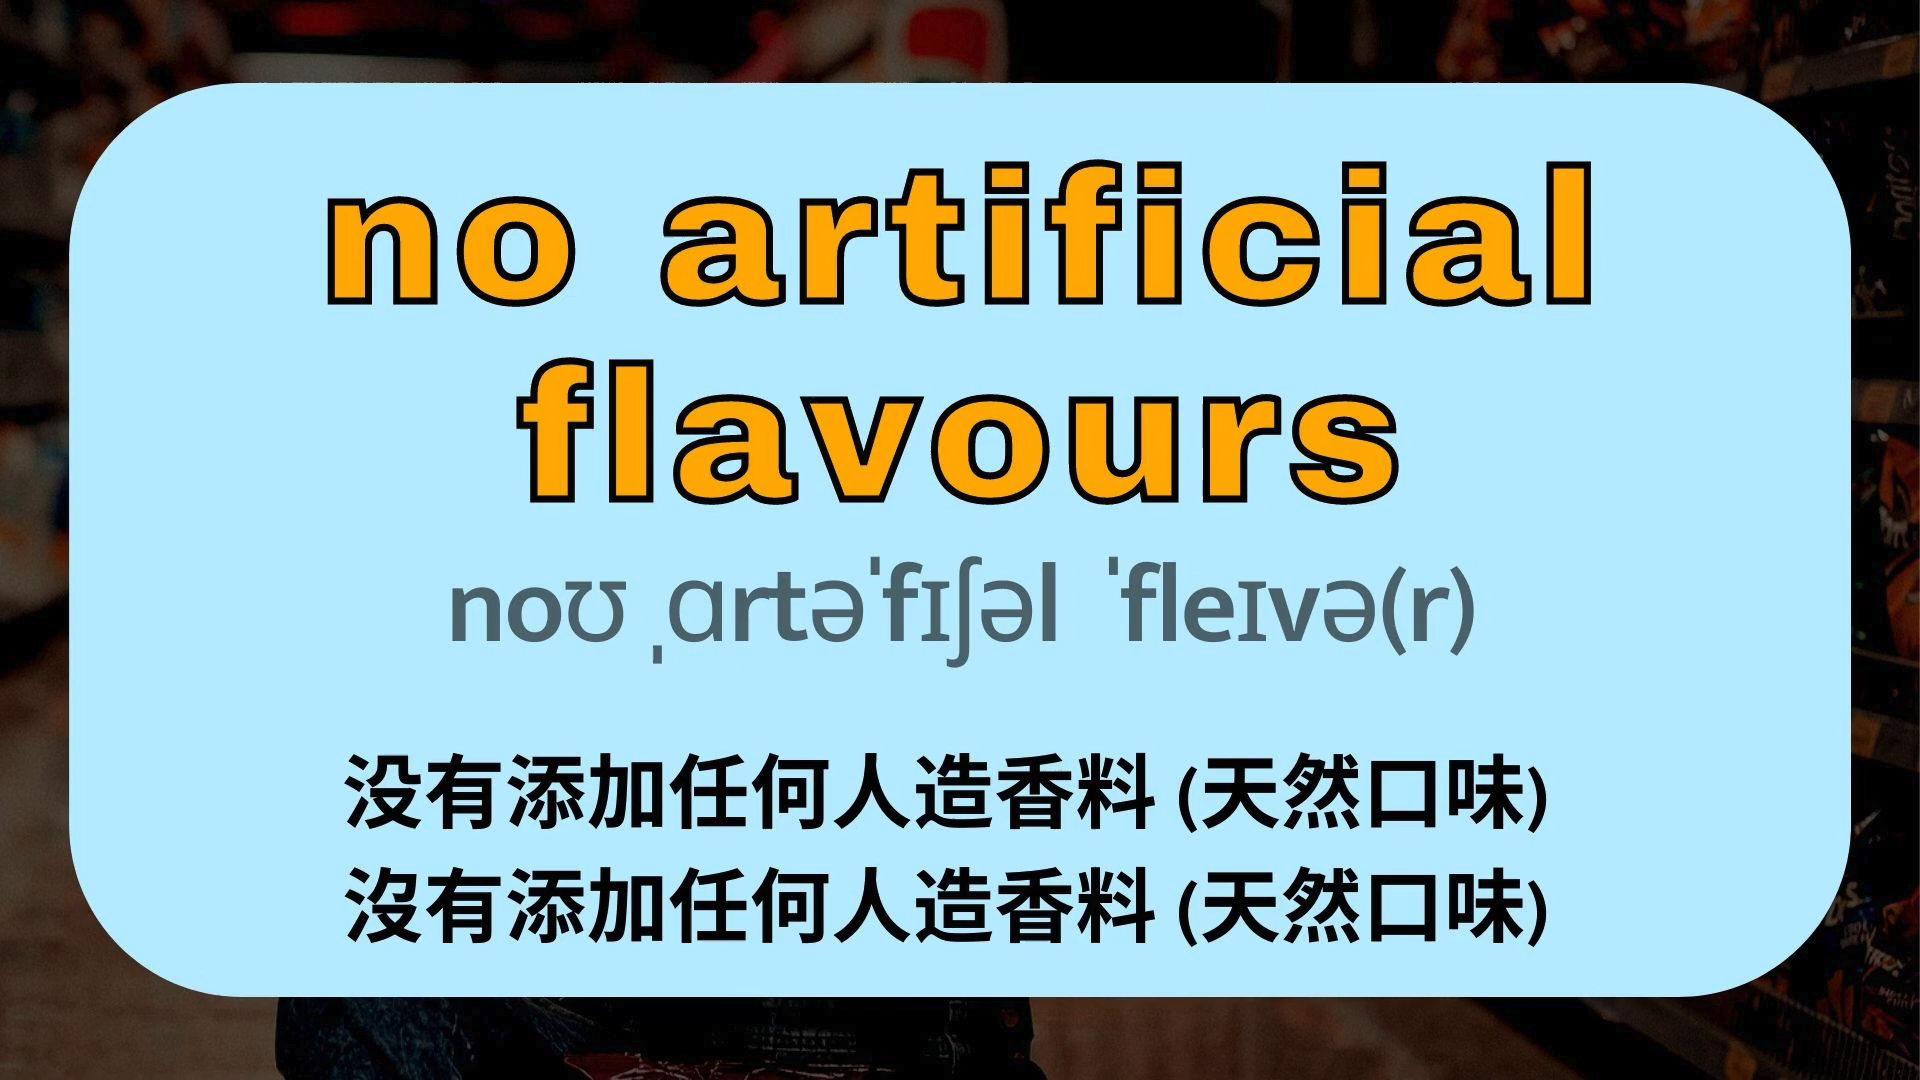 no artificial
flavours
noʊ ˌɑrtəˈfɪʃəl ˈfleɪvə(r)
没有添加任何人造香料 (天然口味)
沒有添加任何人造香料 (天然口味)